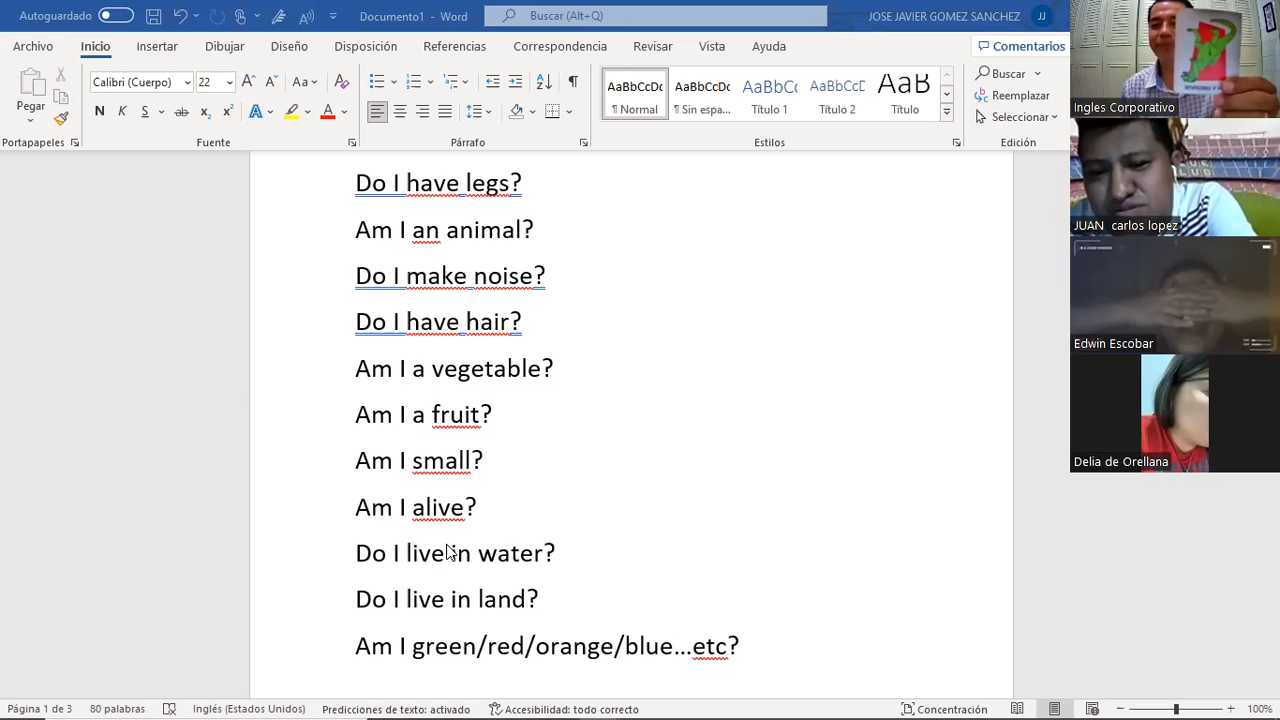 Autoguardado
Documento1 - Word
Buscar (Alt+Q)
JOSE JAVIER GOMEZ SANCHEZ
JJ
Archivo
Inicio
Insertar
Dibujar
Diseño
Disposición
Referencias
Correspondencia
Revisar
Vista
Ayuda
Comentarios
Pegar
Calibri (Cuerpo)
22
N K S ab x₂ x²
AaBbCcDc
¶ Normal
AaBbCcDc
¶ Sin espa...
AaBbCc
Título 1
AaBbCcD
Título 2
AaB
Título
Buscar
Reemplazar
Seleccionar
Portapapeles
Fuente
Párrafo
Estilos
Edición
Do I have legs?
Am I an animal?
Do I make noise?
Do I have hair?
Am I a vegetable?
Am I a fruit?
Am I small?
Am I alive?
Do I live in water?
Do I live in land?
Am I green/red/orange/blue...etc?
Ingles Corporativo
JUAN carlos lopez
Edwin Escobar
Delia de Orellana
Página 1 de 3
80 palabras
Inglés (Estados Unidos)
Predicciones de texto: activado
Accesibilidad: todo correcto
Concentración
100%